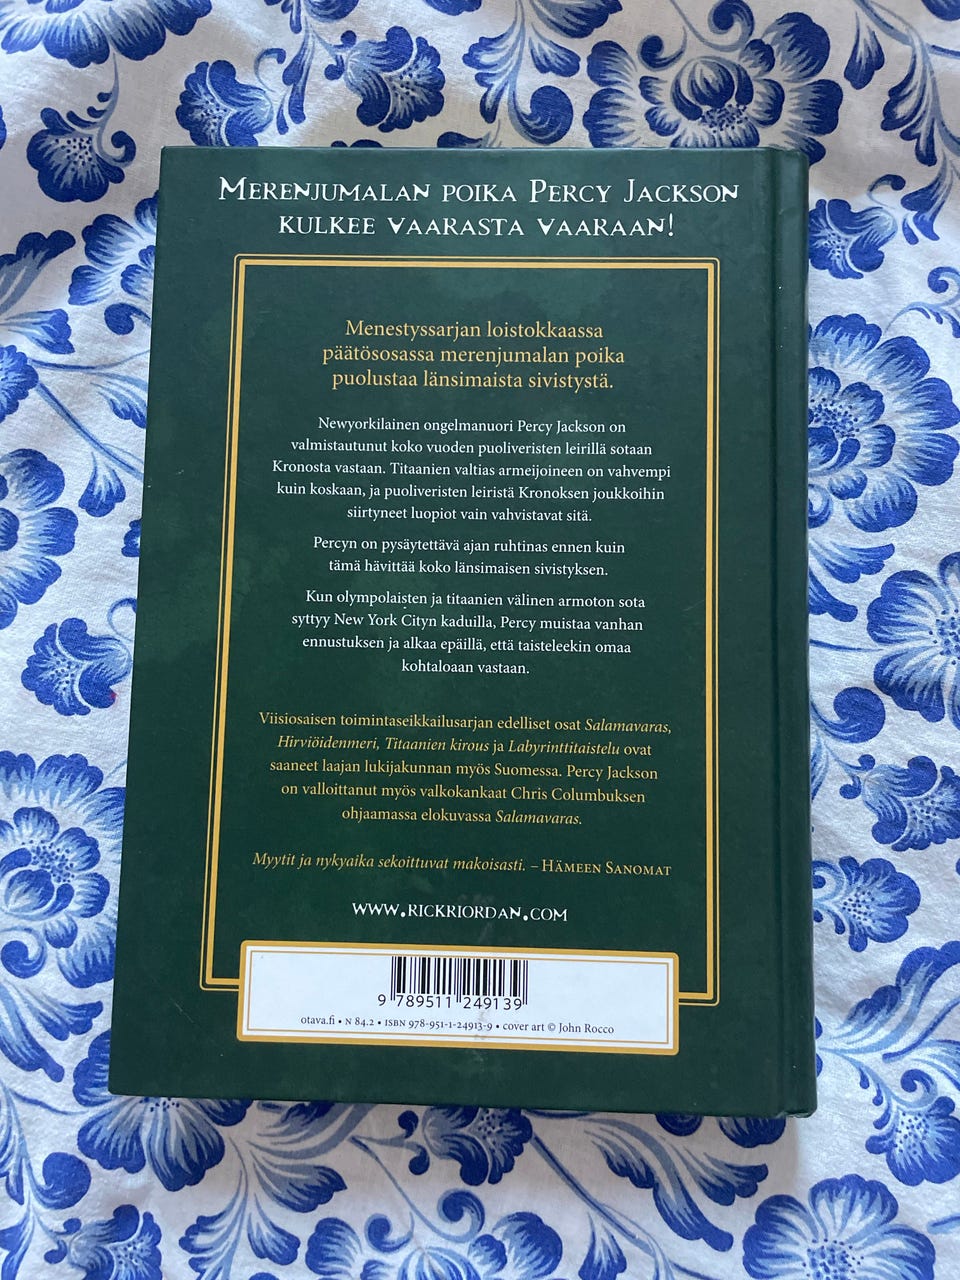 Merenjumalan poika Percy Jackson
kulkee vaarasta vaaraan!
Menestyssarjan loistokkaassa
päätösosassa merenjumalan poika
puolustaa länsimaista sivistystä.
Newyorkilainen ongelmanuori Percy Jackson on
valmistautunut koko vuoden puoliveristen leirillä sotaan
Kronosta vastaan. Titaanien valtias armeijoineen on vahvempi
kuin koskaan, ja puoliveristen leiristä Kronoksen joukkoihin
siirtyneet luopiot vain vahvistavat sitä.
Percyn on pysäytettävä ajan ruhtinas ennen kuin
tämä hävittää koko länsimaisen sivistyksen.
Kun olympolaisten ja titaanien välinen armoton sota
syttyy New York Cityn kaduilla, Percy muistaa vanhan
ennustuksen ja alkaa epäillä, että taisteleekin omaa
kohtaloaan vastaan.
Viisiosaisen toimintaseikkailusarjan edelliset osat Salamavaras,
Hirviöidenmeri, Titaanien kirous ja Labyrinttitaistelu ovat
saaneet laajan lukijakunnan myös Suomessa. Percy Jackson
on valloittanut myös valkokankaat Chris Columbuksen
ohjaamassa elokuvassa Salamavaras.
Myytit ja nykyaika sekoittuvat makoisasti. – Hämeen Sanomat
www.rickriordan.com
9 789511 249139
otava.fi • N 84.2 • ISBN 978-951-1-24913-9 • cover art © John Rocco